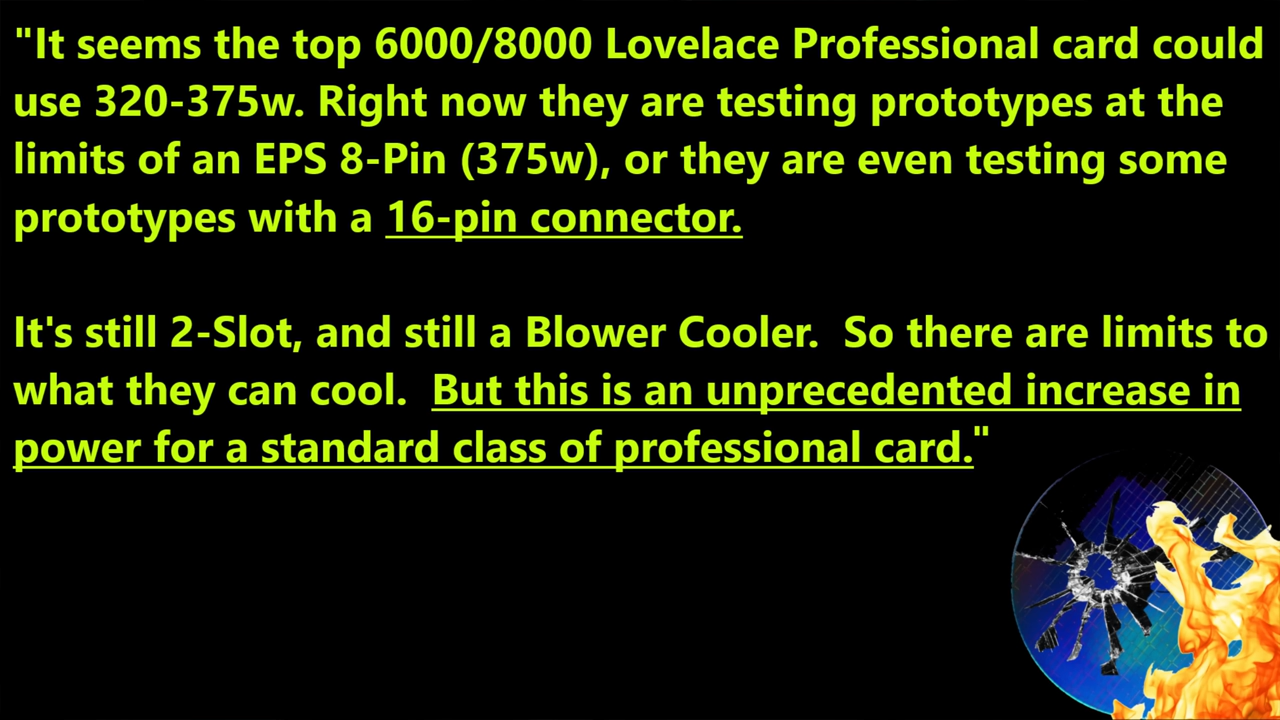 "It seems the top 6000/8000 Lovelace Professional card could
use 320-375w. Right now they are testing prototypes at the
limits of an EPS 8-Pin (375w), or they are even testing some
prototypes with a 16-pin connector.
It's still 2-Slot, and still a Blower Cooler.  So there are limits to
what they can cool.  But this is an unprecedented increase in
power for a standard class of professional card."